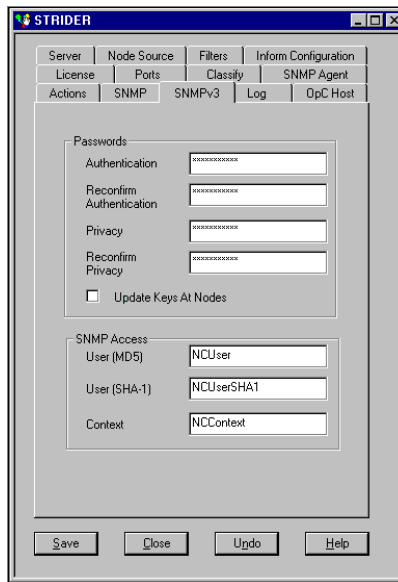 STRIDER
Server Node Source Filters Inform Configuration
License Ports Classify SNMP Agent
Actions SNMP SNMPv3 Log OpC Host
Passwords
Authentication ***********
Reconfirm
Authentication ***********
Privacy ***********
Reconfirm
Privacy ***********
Update Keys At Nodes
SNMP Access
User (MD5) NCUser
User (SHA-1) NCUserSHA1
Context NCContext
Save Close Undo Help